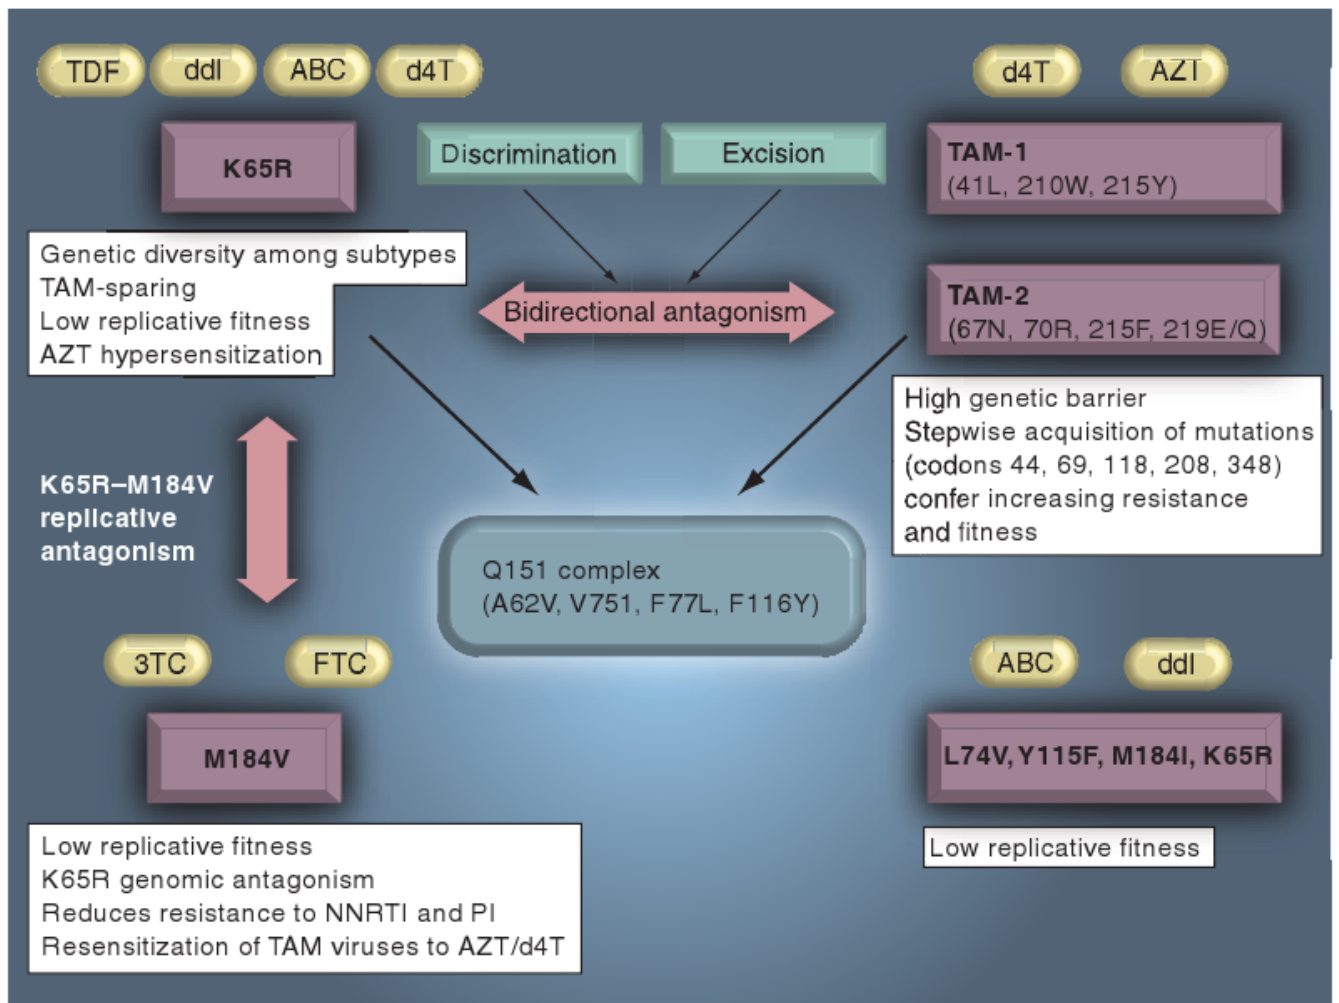 TDF ddI ABC d4T
K65R
Genetic diversity among subtypes
TAM-sparing
Low replicative fitness
AZT hypersensitization
Discrimination
Excision
Bidirectional antagonism
d4T AZT
TAM-1
(41L, 210W, 215Y)
TAM-2
(67N, 70R, 215F, 219E/Q)
High genetic barrier
Stepwise acquisition of mutations
(codons 44, 69, 118, 208, 348)
confer increasing resistance
and fitness
K65R–M184V
replicative
antagonism
Q151 complex
(A62V, V751, F77L, F116Y)
3TC FTC
M184V
Low replicative fitness
K65R genomic antagonism
Reduces resistance to NNRTI and PI
Resensitization of TAM viruses to AZT/d4T
ABC ddI
L74V, Y115F, M184I, K65R
Low replicative fitness